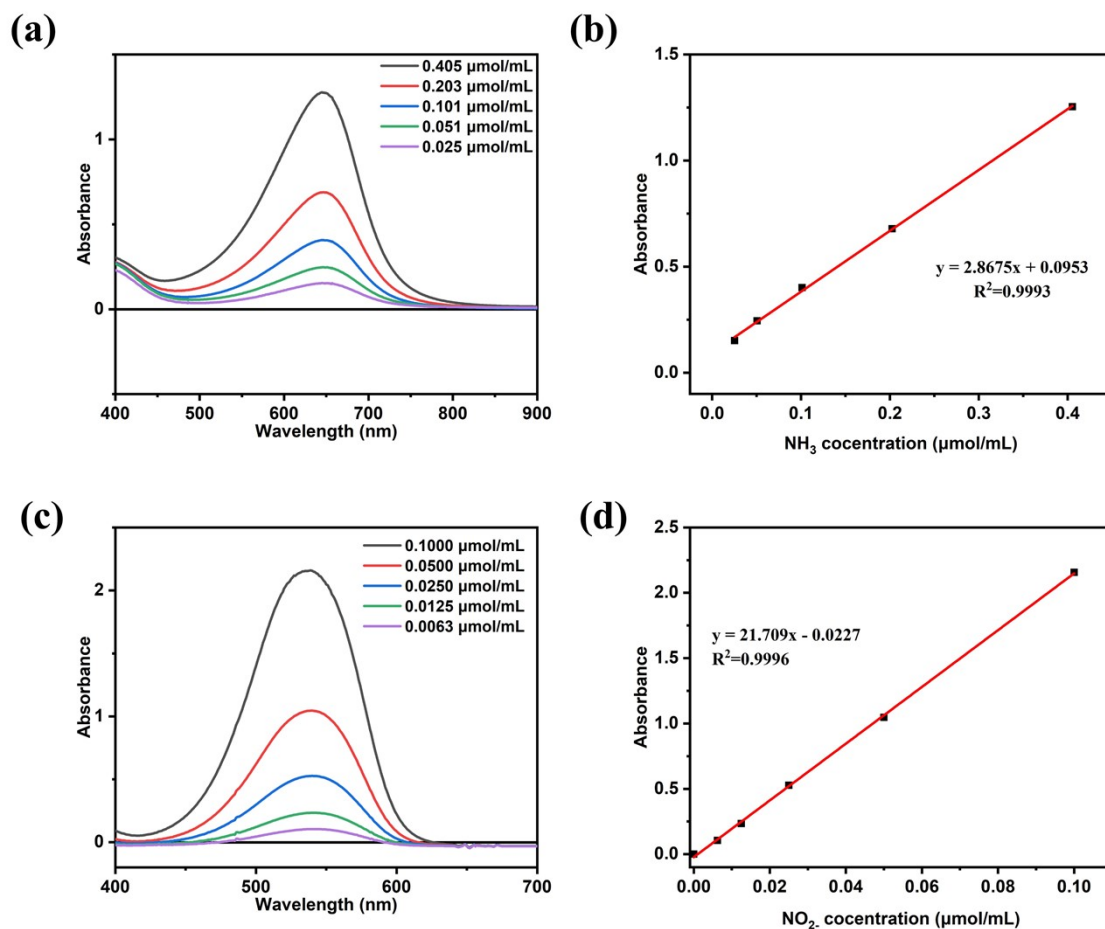 (a)
0.405 µmol/mL
0.203 µmol/mL
0.101 µmol/mL
0.051 µmol/mL
0.025 µmol/mL
1
0
Absorbance
400 500 600 700 800 900
Wavelength (nm)
(b)
1.5
1.0
0.5
0.0
Absorbance
y = 2.8675x + 0.0953
R²=0.9993
0.0 0.1 0.2 0.3 0.4
NH₃ cocentration (µmol/mL)
(c)
0.1000 µmol/mL
0.0500 µmol/mL
0.0250 µmol/mL
0.0125 µmol/mL
0.0063 µmol/mL
2
1
0
Absorbance
400 500 600 700
Wavelength (nm)
(d)
2.5
2.0
1.5
1.0
0.5
0.0
Absorbance
y = 21.709x - 0.0227
R²=0.9996
0.00 0.02 0.04 0.06 0.08 0.10
NO₂₋ cocentration (µmol/mL)